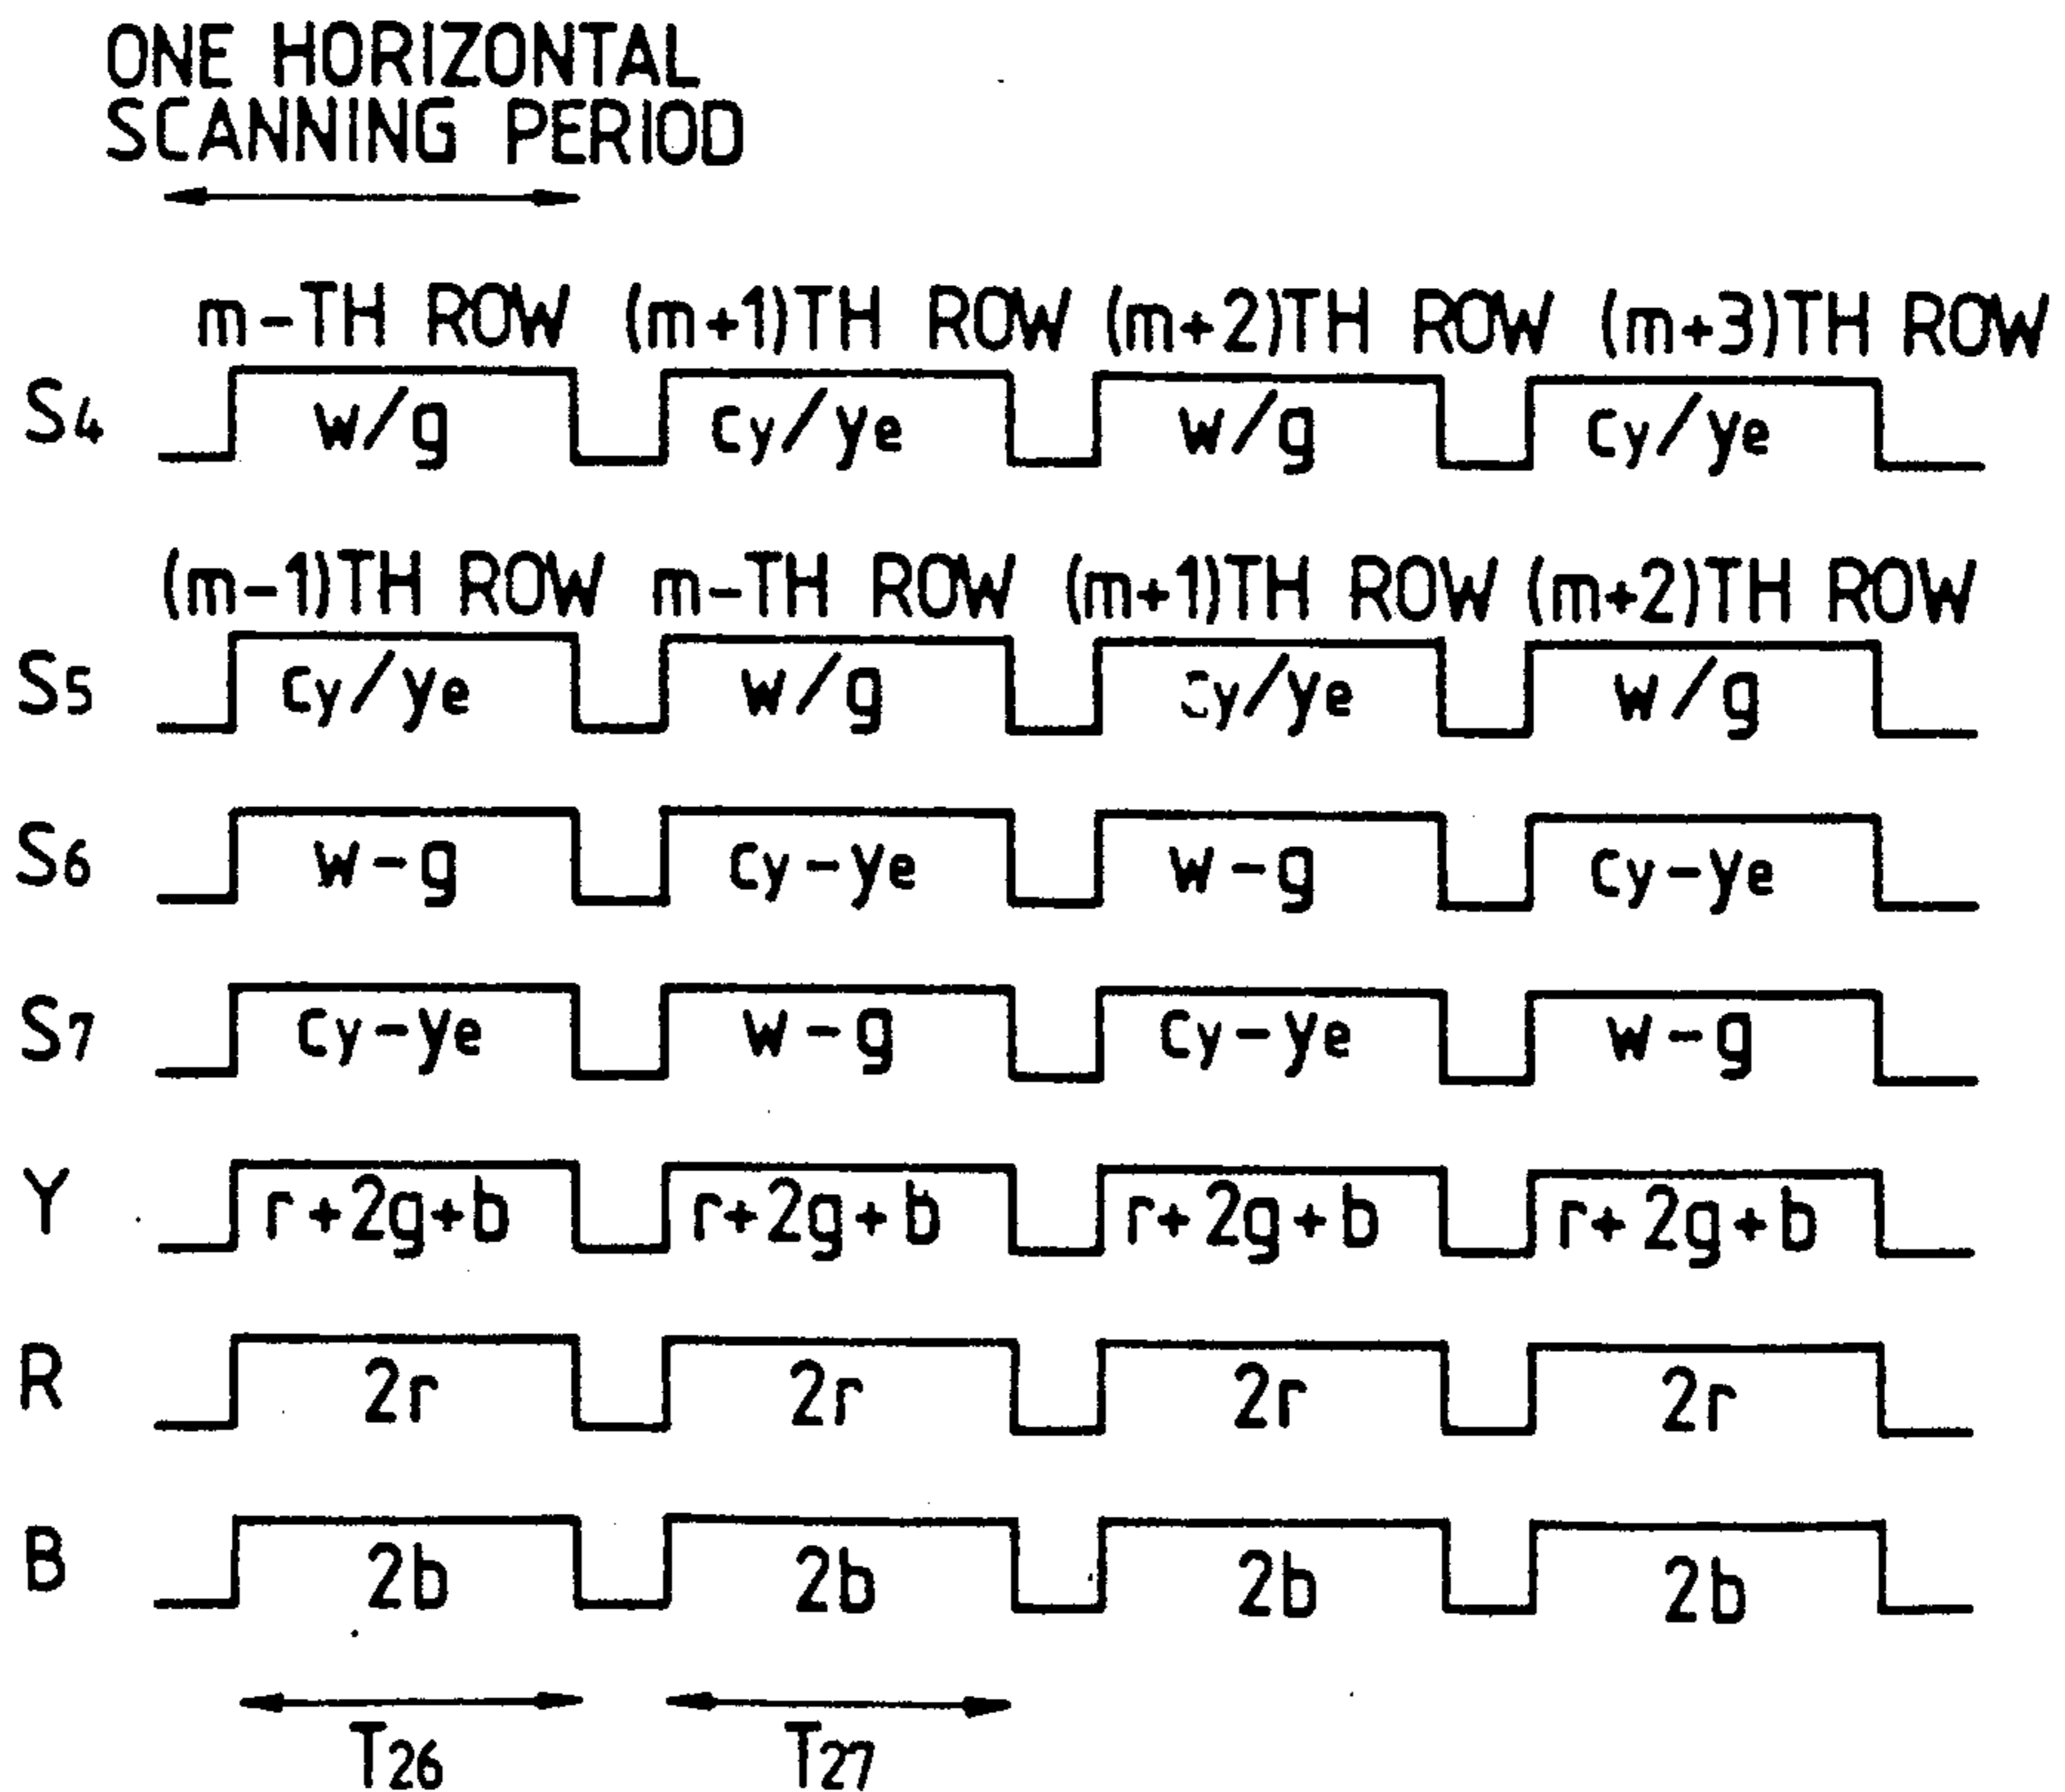 ONE HORIZONTAL
SCANNING PERIOD
m-TH ROW (m+1)TH ROW (m+2)TH ROW (m+3)TH ROW
S4 w/g cy/ye w/g cy/ye
(m-1)TH ROW m-TH ROW (m+1)TH ROW (m+2)TH ROW
S5 cy/ye w/g cy/ye w/g
S6 w-g cy-ye w-g cy-ye
S7 cy-ye w-g cy-ye w-g
Y r+2g+b r+2g+b r+2g+b r+2g+b
R 2r 2r 2r 2r
B 2b 2b 2b 2b
T26 T27